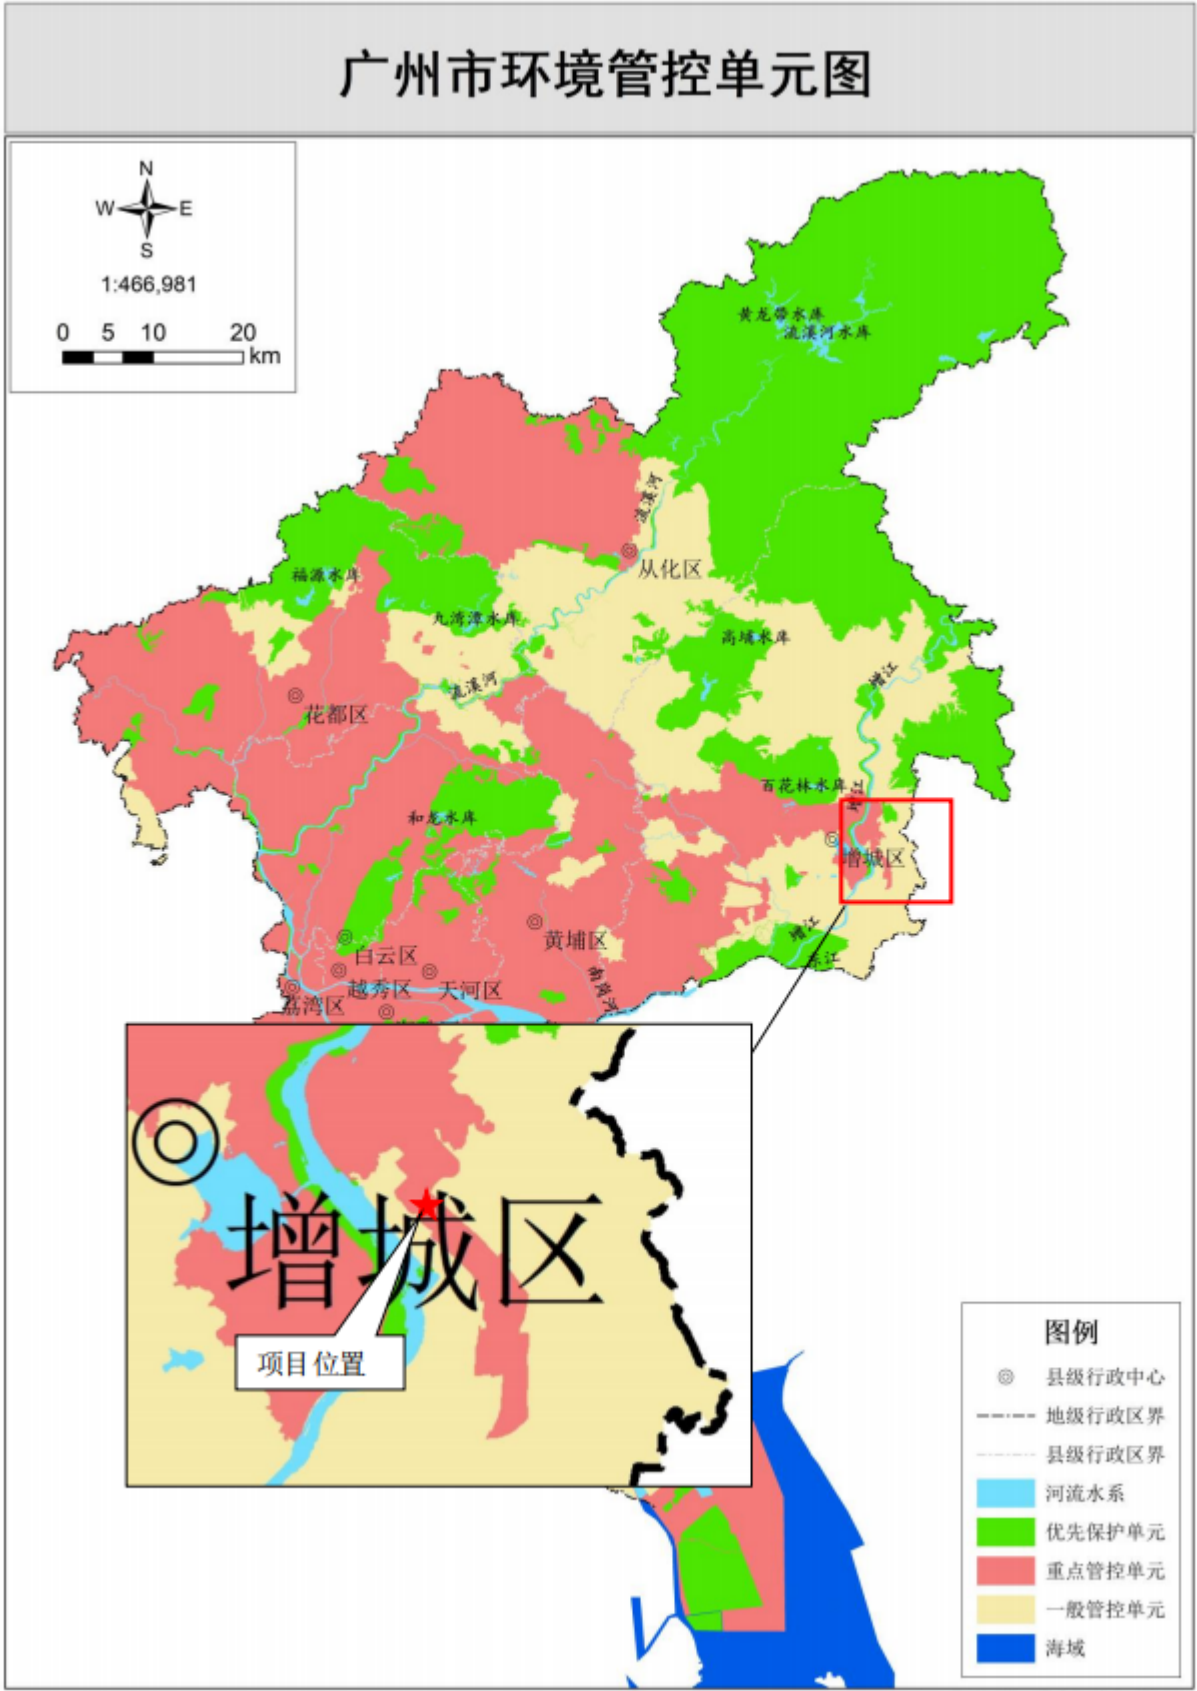 广州市环境管控单元图
N
W E
S
1:466,981
0 5 10 20
km
黄龙带水库
流溪河水库
流溪河
从化区
福源水库
九湾潭水库
高埔水库
增江
流溪河
花都区
百花林水库
增江
和龙水库
增城区
黄埔区
增江
东江
白云区
南岗河
越秀区
天河区
荔湾区
增城区
项目位置
图例
县级行政中心
地级行政区界
县级行政区界
河流水系
优先保护单元
重点管控单元
一般管控单元
海域